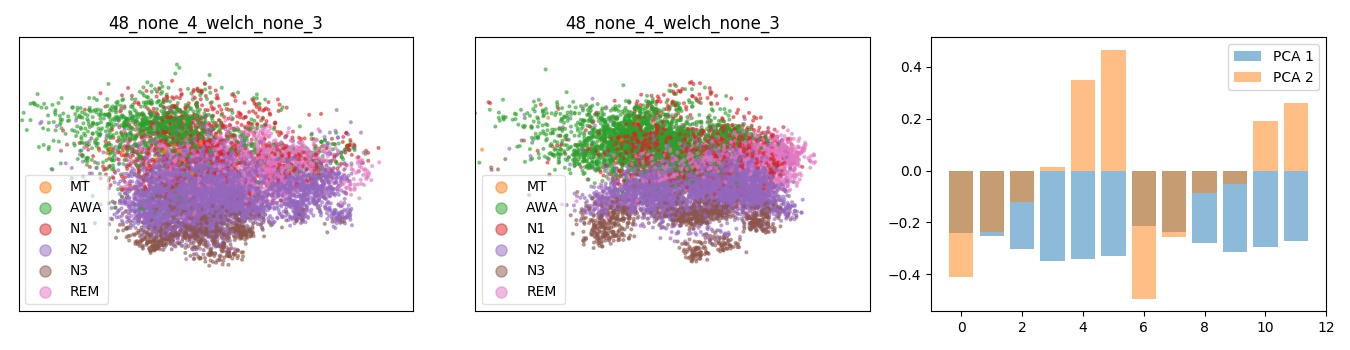 48_none_4_welch_none_3
MT
AWA
N1
N2
N3
REM
48_none_4_welch_none_3
MT
AWA
N1
N2
N3
REM
PCA 1
PCA 2
0.4
0.2
0.0
−0.2
−0.4
0 2 4 6 8 10 12